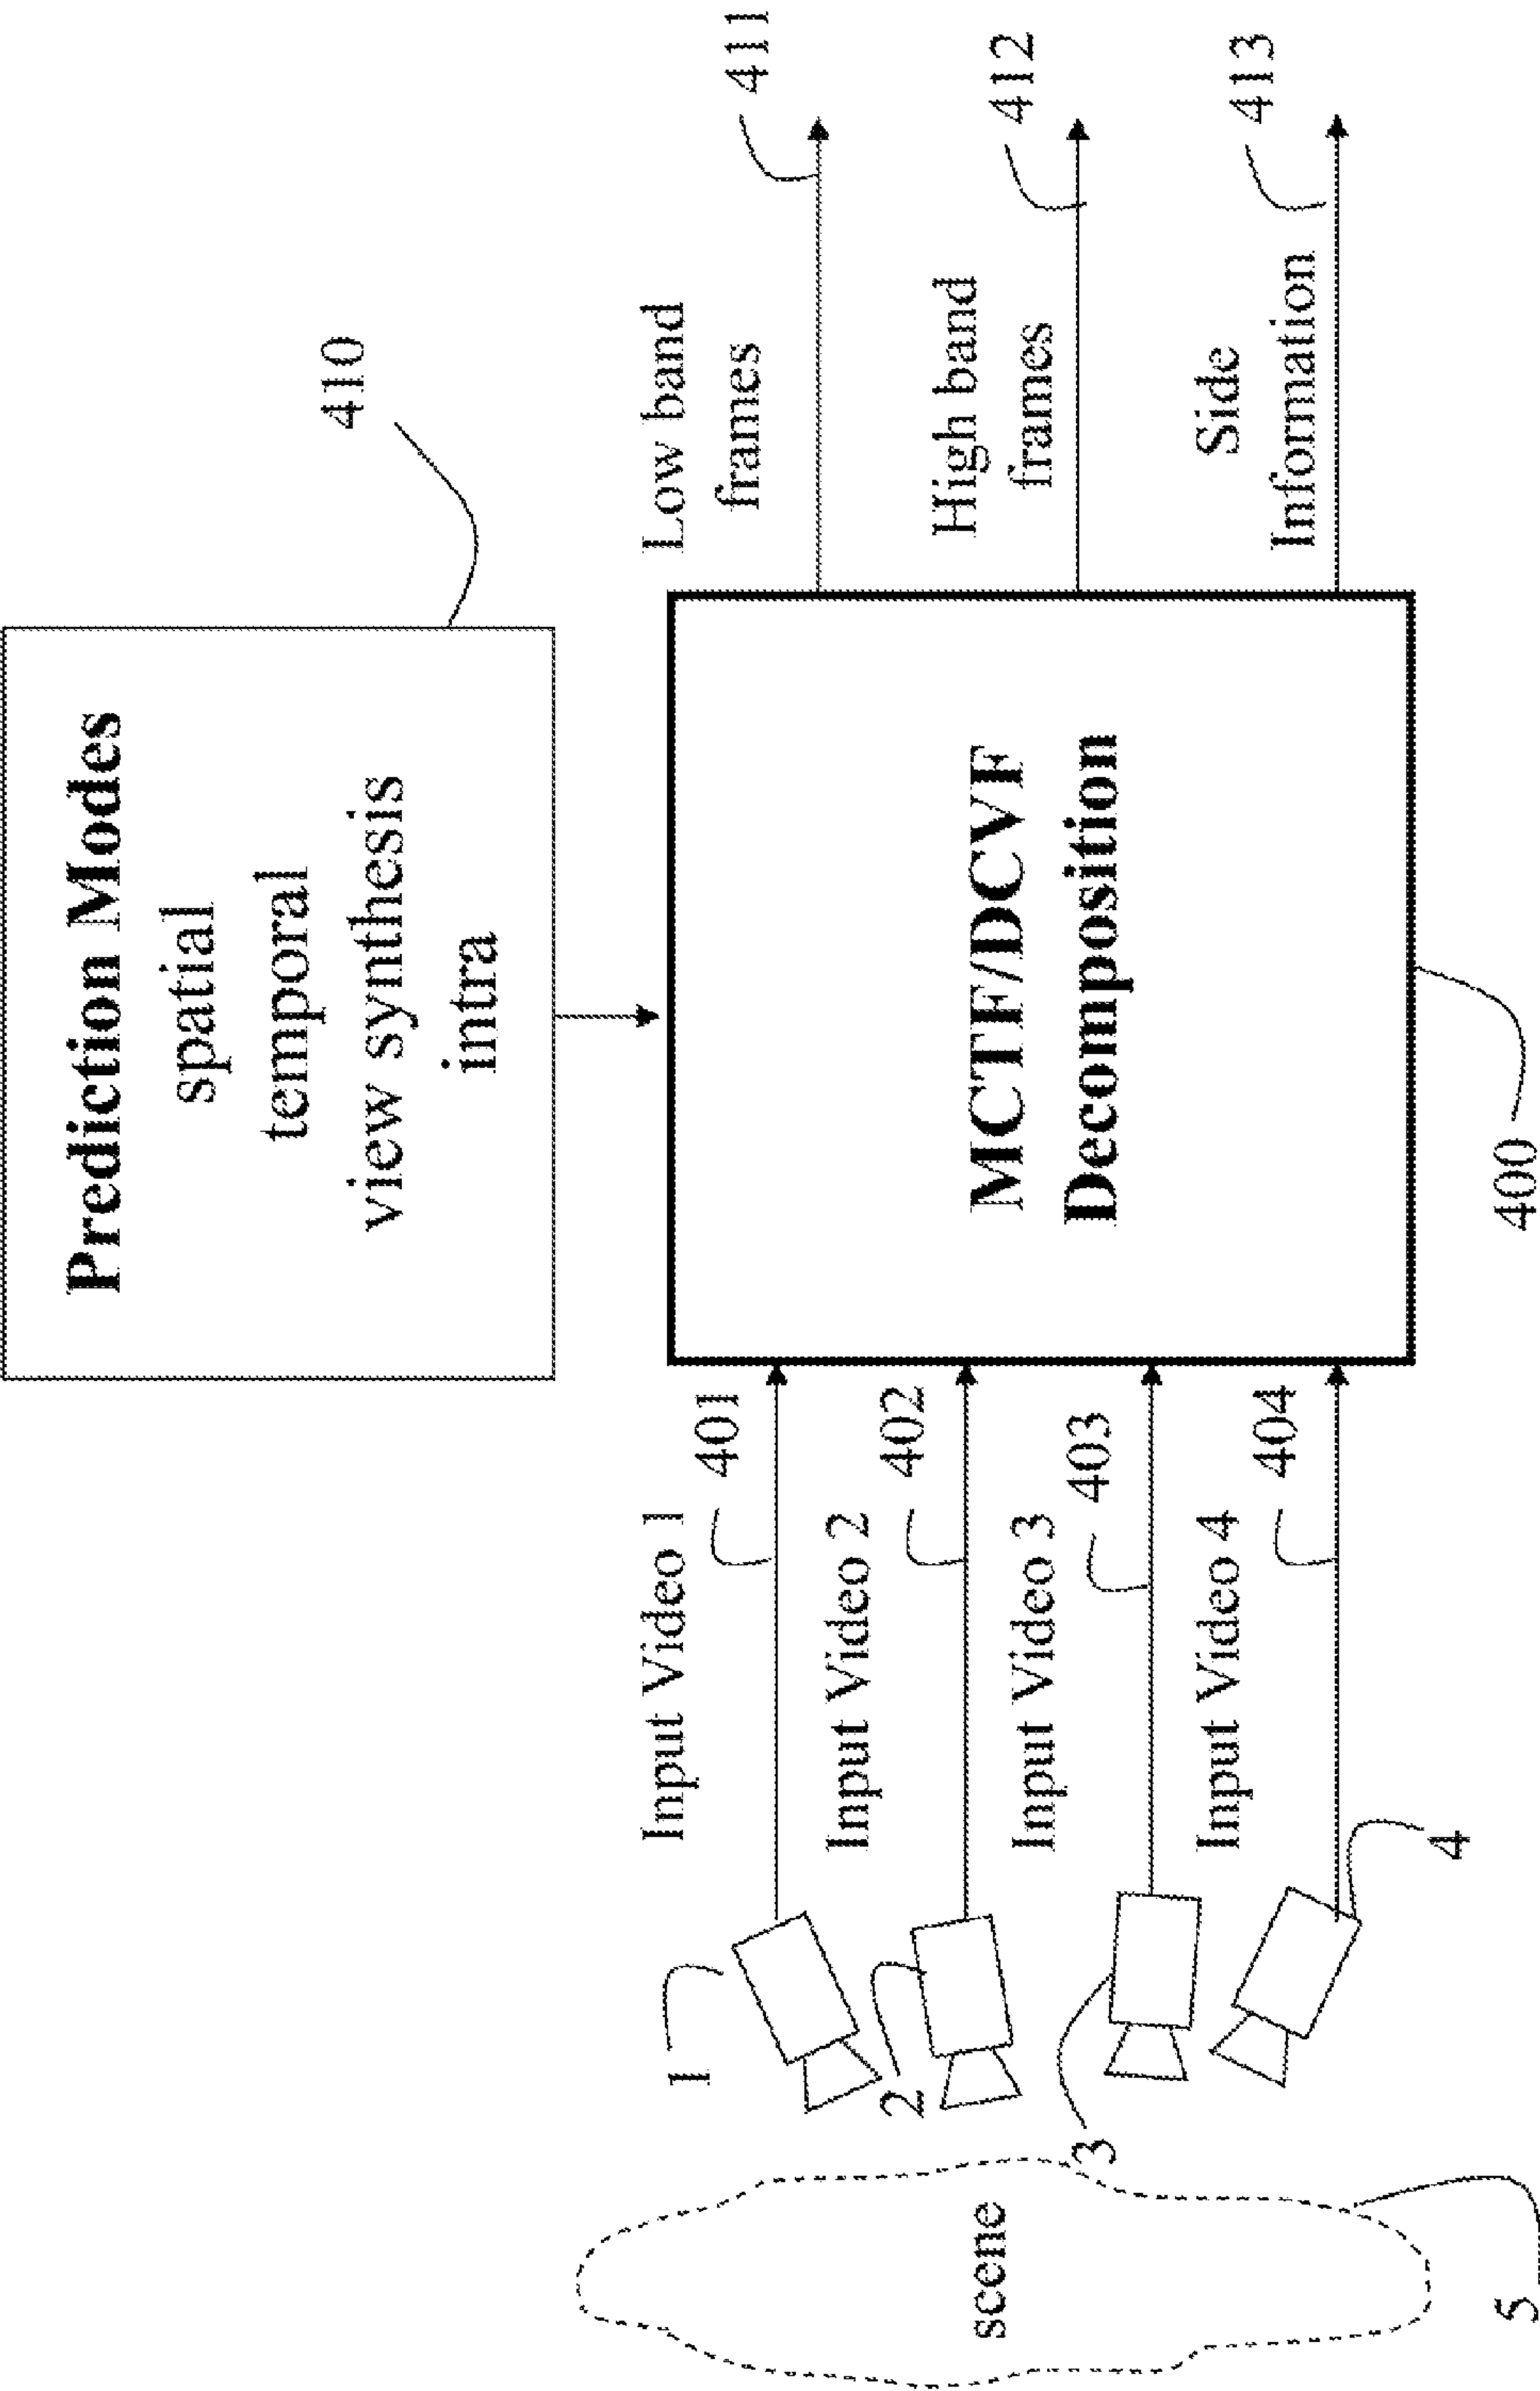 Prediction Modes
spatial
temporal
view synthesis
intra
410
Input Video 1
401
Input Video 2
402
Input Video 3
403
Input Video 4
404
1
2
3
4
scene
5
MCTF/DCVF
Decomposition
400
Low band
frames
411
High band
frames
412
Side
Information
413